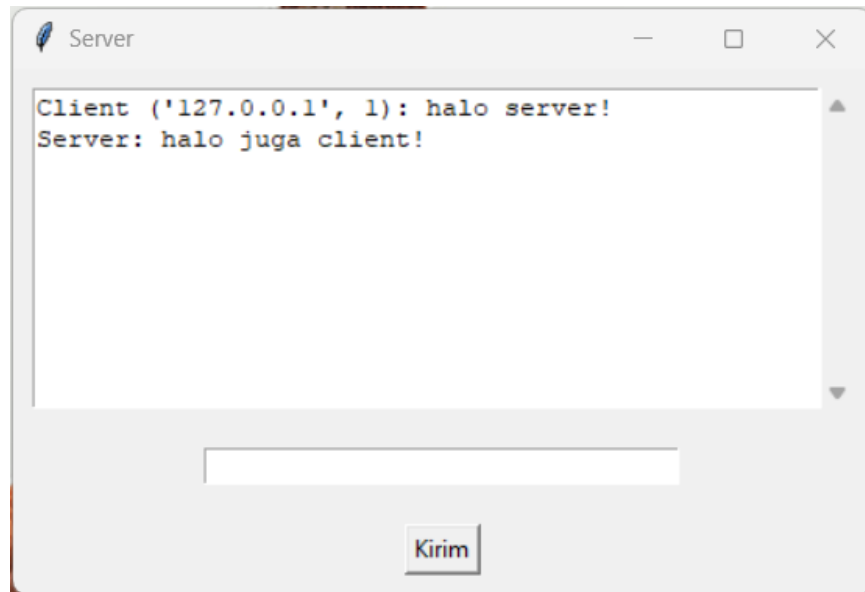 Server
Client ('127.0.0.1', 1): halo server!
Server: halo juga client!
Kirim